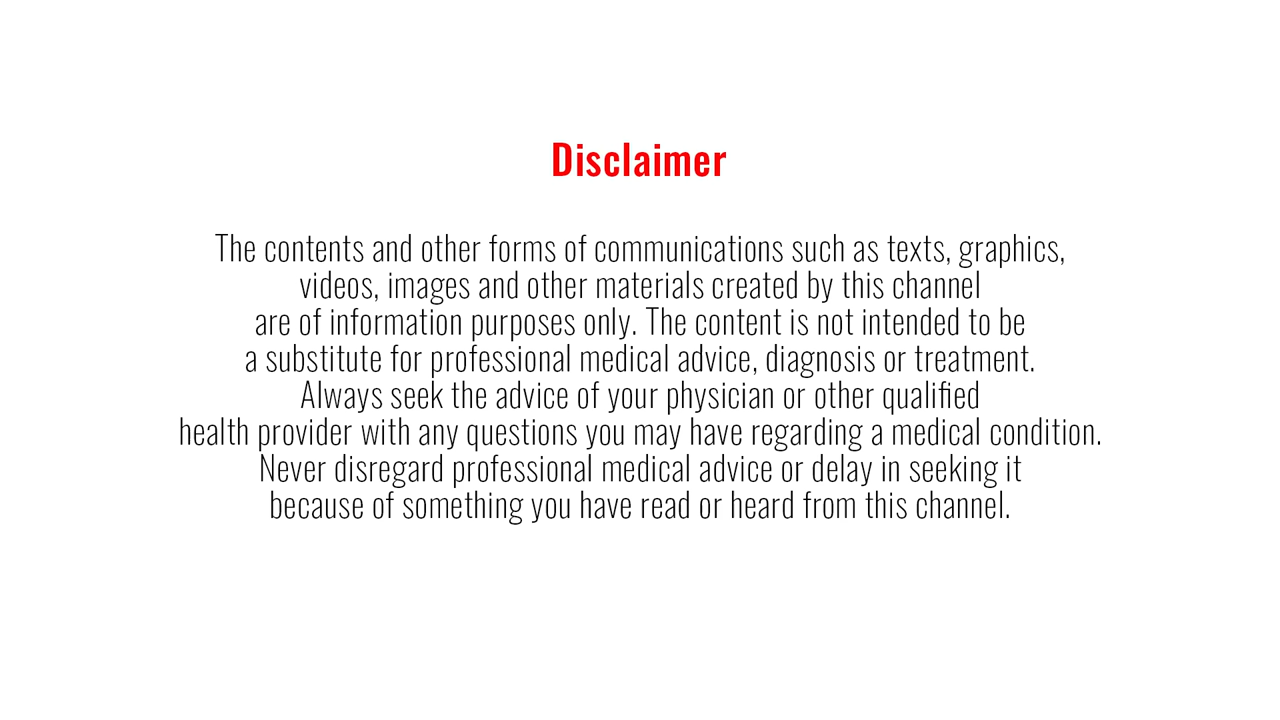 Disclaimer
The contents and other forms of communications such as texts, graphics,
videos, images and other materials created by this channel
are of information purposes only. The content is not intended to be
a substitute for professional medical advice, diagnosis or treatment.
Always seek the advice of your physician or other qualified
health provider with any questions you may have regarding a medical condition.
Never disregard professional medical advice or delay in seeking it
because of something you have read or heard from this channel.